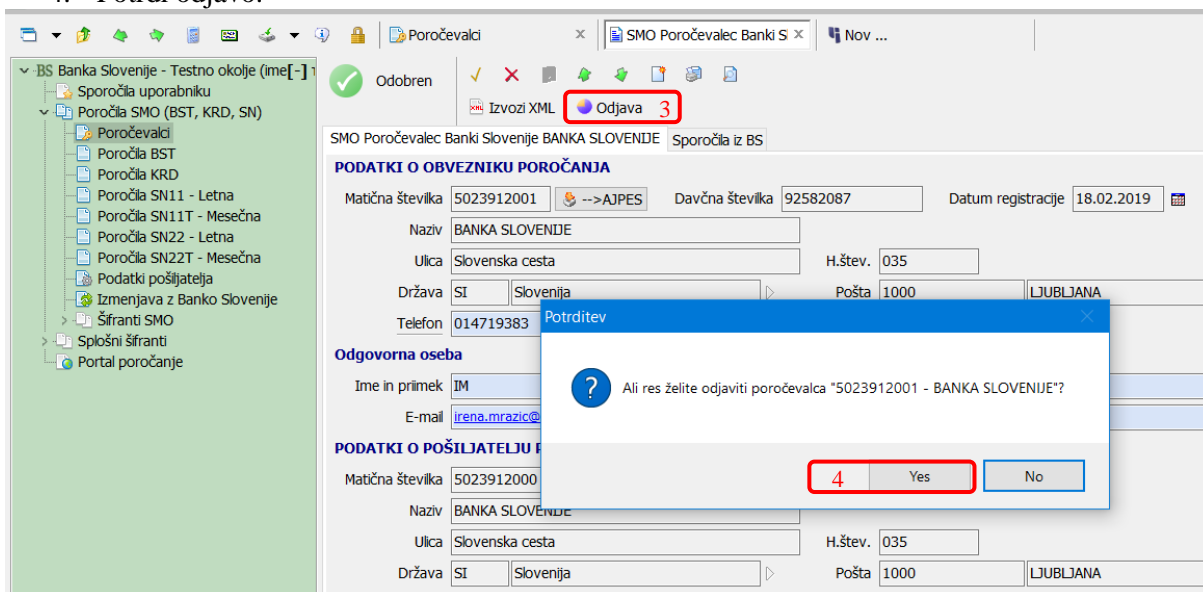 4. Potrdi odjavo.
Poročevalci
SMO Poročevalec Banki Sl
Nov ...
BS Banka Slovenije - Testno okolje (ime[-]
Sporočila uporabniku
Poročila SMO (BST, KRD, SN)
Poročevalci
Poročila BST
Poročila KRD
Poročila SN11 - Letna
Poročila SN11T - Mesečna
Poročila SN22 - Letna
Poročila SN22T - Mesečna
Podatki pošiljatelja
Izmenjava z Banko Slovenije
Šifranti SMO
Splošni šifranti
Portal poročanje
Odobren
Izvozi XML
Odjava 3
SMO Poročevalec Banki Slovenije BANKA SLOVENIJE
Sporočila iz BS
PODATKI O OBVEZNIKU POROČANJA
Matična številka 5023912001 -->AJPES Davčna številka 92582087 Datum registracije 18.02.2019
Naziv BANKA SLOVENIJE
Ulica Slovenska cesta H.štev. 035
Država SI Slovenija Pošta 1000 LJUBLJANA
Telefon 014719383
Potrditev
Ali res želite odjaviti poročevalca "5023912001 - BANKA SLOVENIJE"?
4 Yes No
Odgovorna oseba
Ime in priimek IM
E-mail irena.mrazic@
PODATKI O POŠILJATELJU
Matična številka 5023912000
Naziv BANKA SLOVENIJE
Ulica Slovenska cesta H.štev. 035
Država SI Slovenija Pošta 1000 LJUBLJANA